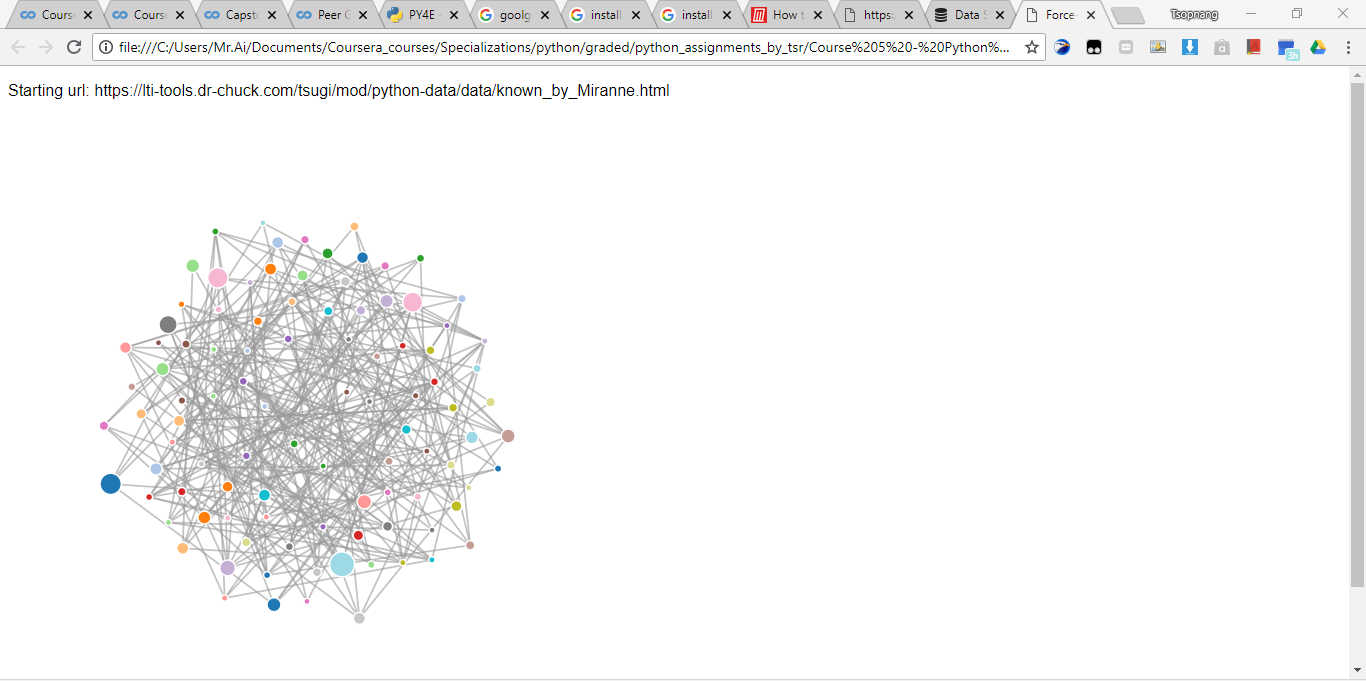 Cours Cours Capsto Peer G PY4E - goolg install install How t https: Data S Force Tsopnang
file:///C:/Users/Mr.Ai/Documents/Coursera_courses/Specializations/python/graded/python_assignments_by_tsr/Course%205%20-%20Python%...
3h
Starting url: https://lti-tools.dr-chuck.com/tsugi/mod/python-data/data/known_by_Miranne.html